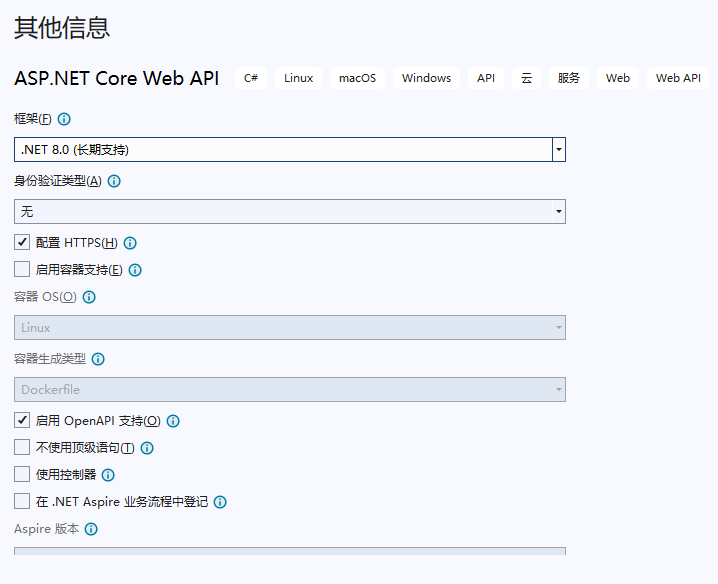 其他信息
ASP.NET Core Web API C# Linux macOS Windows API 云 服务 Web Web API
框架(F)
.NET 8.0 (长期支持)
身份验证类型(A)
无
配置 HTTPS(H)
启用容器支持(E)
容器 OS(O)
Linux
容器生成类型
Dockerfile
启用 OpenAPI 支持(O)
不使用顶级语句(T)
使用控制器
在 .NET Aspire 业务流程中登记
Aspire 版本